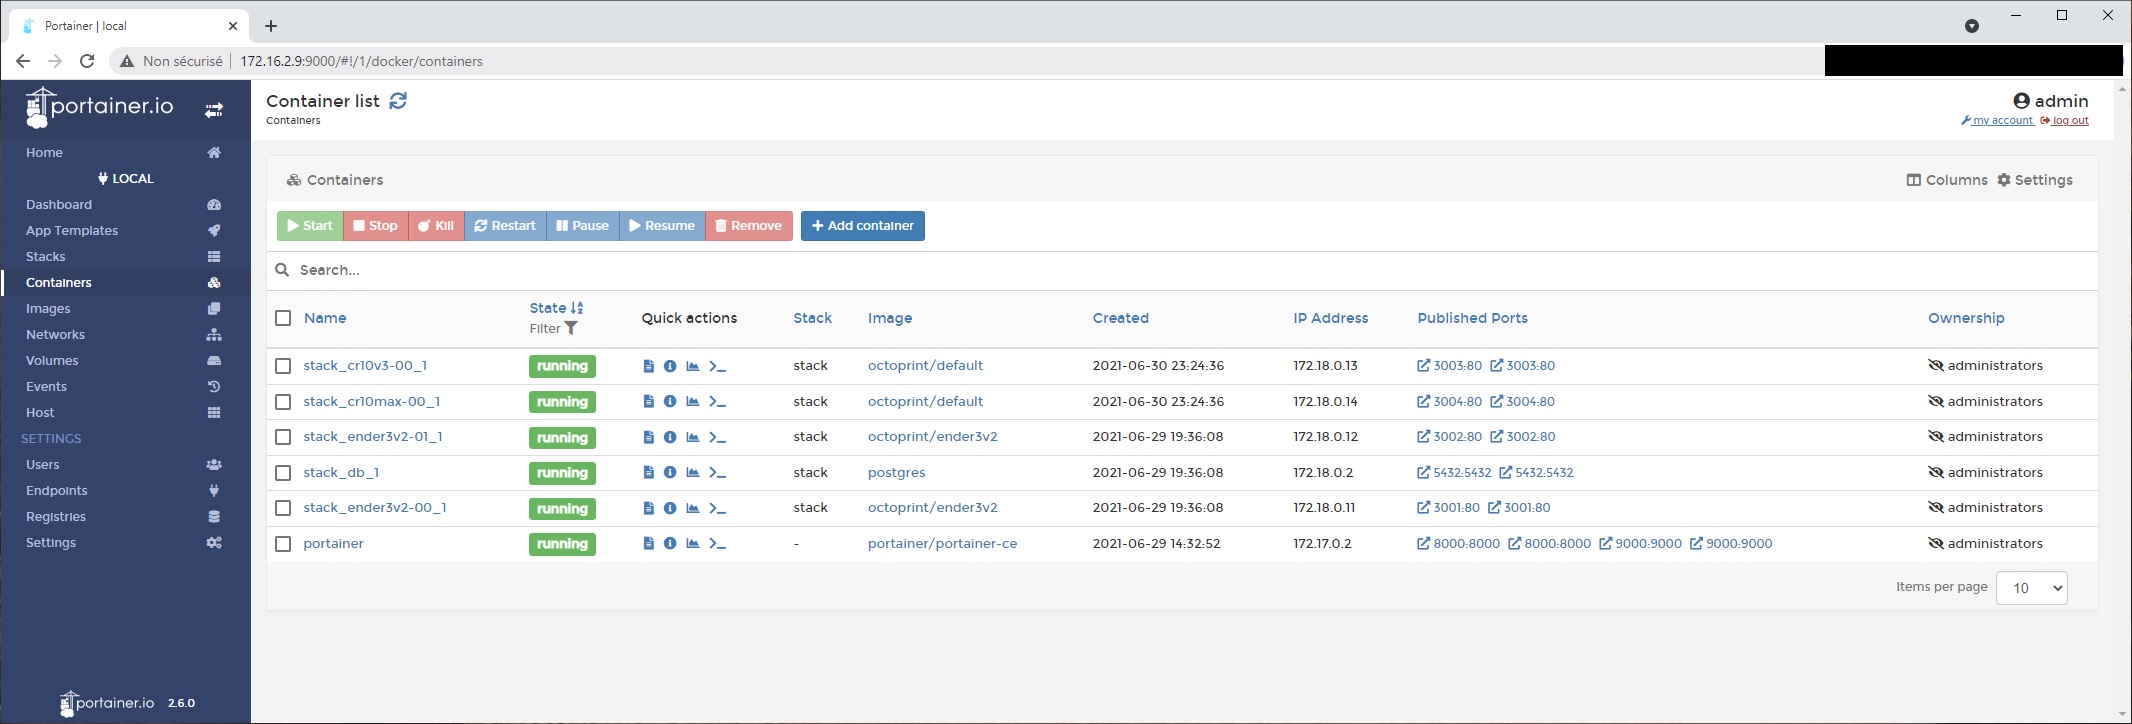 Portainer | local
Non sécurisé 172.16.2.9:9000/#!/1/docker/containers
portainer.io
Container list
Containers
admin
my account log out
Home
LOCAL
Dashboard
App Templates
Stacks
Containers
Images
Networks
Volumes
Events
Host
SETTINGS
Users
Endpoints
Registries
Settings
portainer.io 2.6.0
Containers
Columns Settings
Start Stop Kill Restart Pause Resume Remove Add container
Search...
Name State Filter Quick actions Stack Image Created IP Address Published Ports Ownership
stack_cr10v3-00_1 running stack octoprint/default 2021-06-30 23:24:36 172.18.0.13 3003:80 3003:80 administrators
stack_cr10max-00_1 running stack octoprint/default 2021-06-30 23:24:36 172.18.0.14 3004:80 3004:80 administrators
stack_ender3v2-01_1 running stack octoprint/ender3v2 2021-06-29 19:36:08 172.18.0.12 3002:80 3002:80 administrators
stack_db_1 running stack postgres 2021-06-29 19:36:08 172.18.0.2 5432:5432 5432:5432 administrators
stack_ender3v2-00_1 running stack octoprint/ender3v2 2021-06-29 19:36:08 172.18.0.11 3001:80 3001:80 administrators
portainer running - portainer/portainer-ce 2021-06-29 14:32:52 172.17.0.2 8000:8000 8000:8000 9000:9000 9000:9000 administrators
Items per page 10